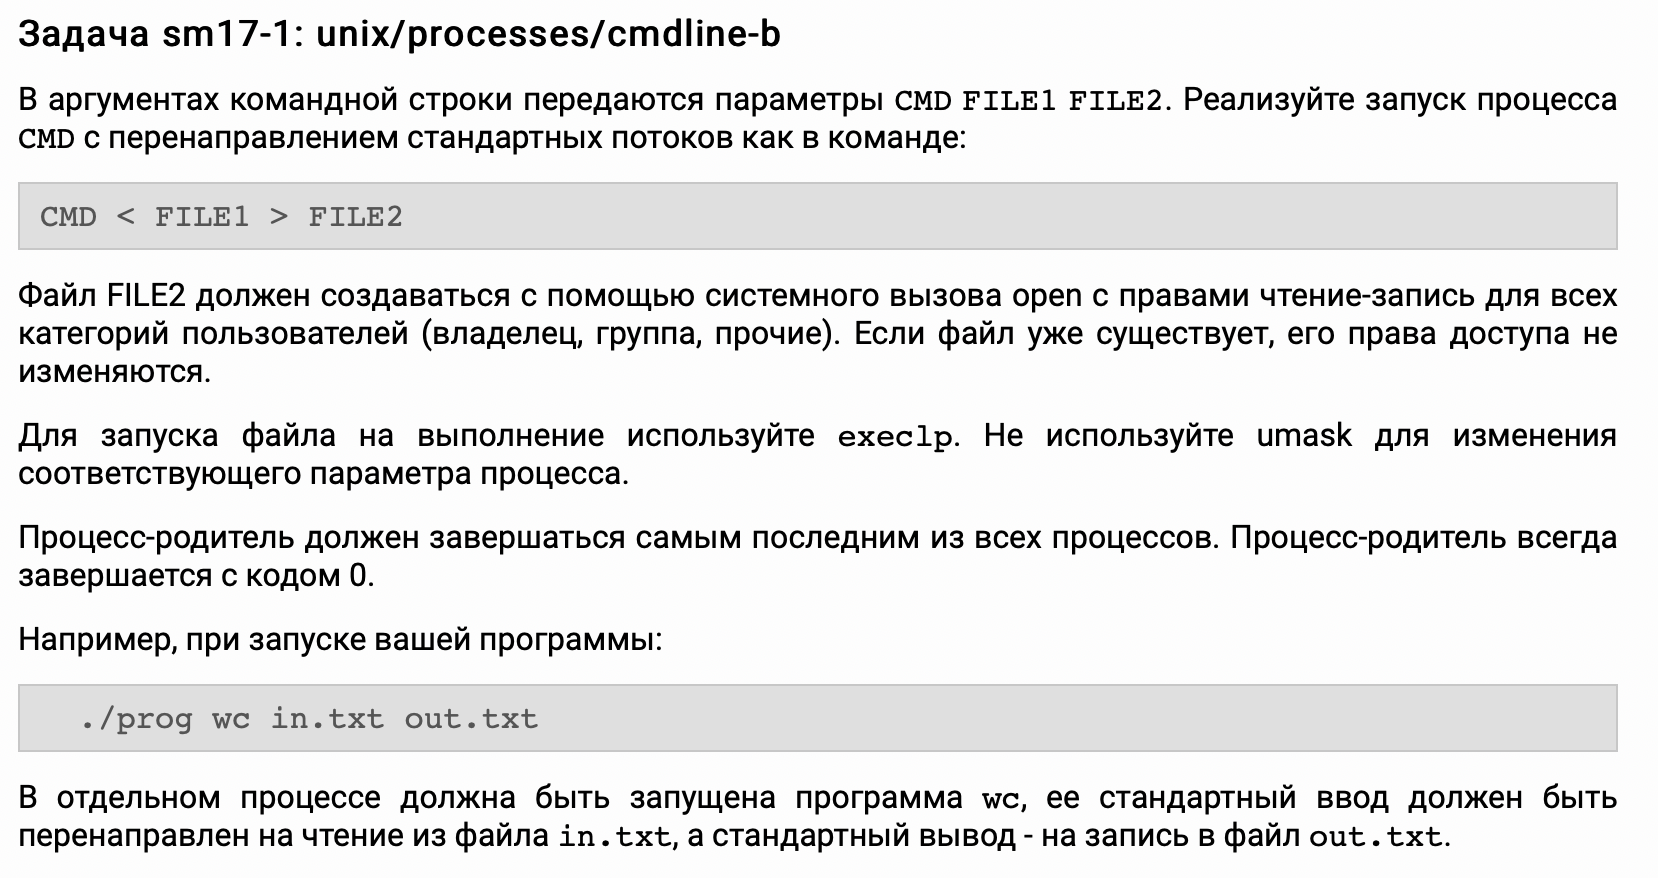 Задача sm17-1: unix/processes/cmdline-b
В аргументах командной строки передаются параметры CMD FILE1 FILE2. Реализуйте запуск процесса
CMD с перенаправлением стандартных потоков как в команде:
CMD < FILE1 > FILE2
Файл FILE2 должен создаваться с помощью системного вызова open с правами чтение-запись для всех
категорий пользователей (владелец, группа, прочие). Если файл уже существует, его права доступа не
изменяются.
Для запуска файла на выполнение используйте execlp. Не используйте umask для изменения
соответствующего параметра процесса.
Процесс-родитель должен завершаться самым последним из всех процессов. Процесс-родитель всегда
завершается с кодом 0.
Например, при запуске вашей программы:
./prog wc in.txt out.txt
В отдельном процессе должна быть запущена программа wc, ее стандартный ввод должен быть
перенаправлен на чтение из файла in.txt, а стандартный вывод - на запись в файл out.txt.